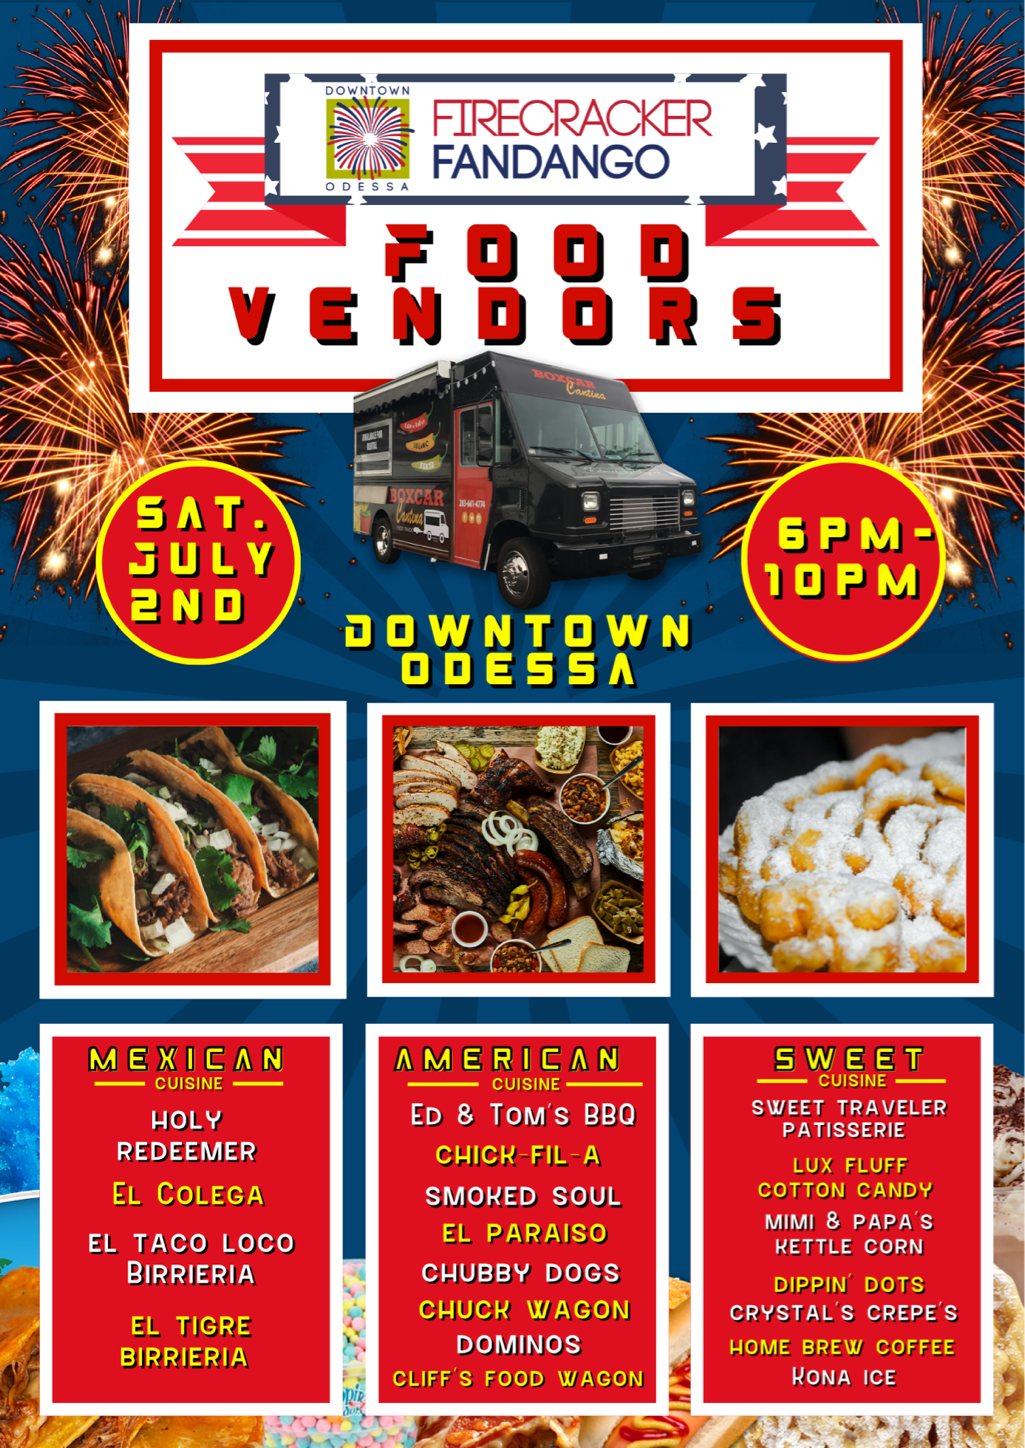 DOWNTOWN
ODESSA
FIRECRACKER
FANDANGO
FOOD
VENDORS
BOXCAR
Cantina
BOXCAR
Cantina
SAT.
JULY
2ND
6PM-
10PM
DOWNTOWN
ODESSA
MEXICAN
CUISINE
HOLY
REDEEMER
EL COLEGA
EL TACO LOCO
BIRRIERIA
EL TIGRE
BIRRIERIA
AMERICAN
CUISINE
ED & TOM'S BBQ
CHICK-FIL-A
SMOKED SOUL
EL PARAISO
CHUBBY DOGS
CHUCK WAGON
DOMINOS
CLIFF'S FOOD WAGON
SWEET
CUISINE
SWEET TRAVELER
PATISSERIE
LUX FLUFF
COTTON CANDY
MIMI & PAPA'S
KETTLE CORN
DIPPIN' DOTS
CRYSTAL'S CREPE'S
HOME BREW COFFEE
KONA ICE